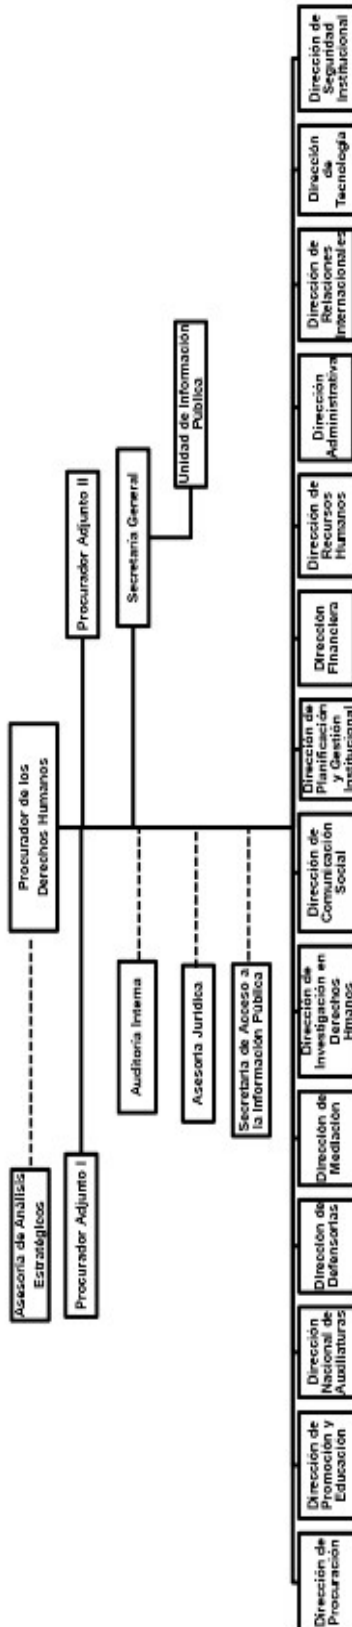 Procurador de los
Derechos Humanos
Asesoría de Análisis
Estratégicos
Procurador Adjunto I
Procurador Adjunto II
Auditoría Interna
Secretaría General
Asesoría Jurídica
Unidad de Información
Pública
Secretaría de Acceso a
la Información Pública
Dirección de
Procuración
Dirección de
Promoción y
Educación
Dirección
Nacional de
Auxiliaturas
Dirección de
Defensorías
Dirección de
Mediación
Dirección de
Investigación en
Derechos
Hmanos
Dirección de
Comunicación
Social
Dirección de
Planificación
y Gestión
Institucional
Dirección
Financiera
Dirección de
Recursos
Humanos
Dirección
Administrativa
Dirección de
Relaciones
Internacionales
Dirección
de
Tecnología
Dirección de
Seguridad
Institucional